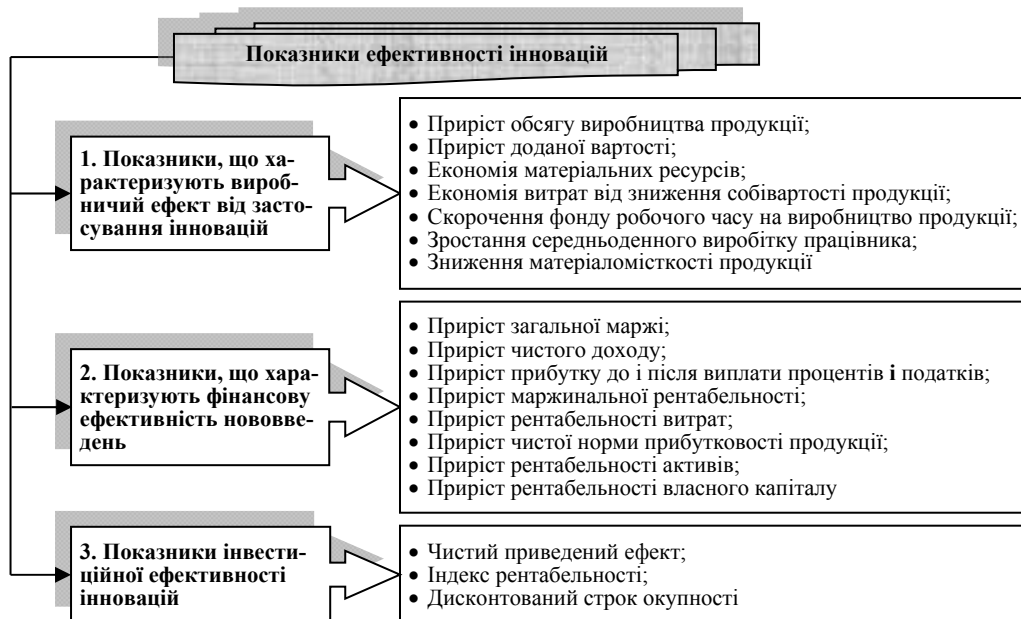 Показники ефективності інновацій
1. Показники, що ха-
рактеризують вироб-
ничий ефект від засто-
сування інновацій
• Приріст обсягу виробництва продукції;
• Приріст доданої вартості;
• Економія матеріальних ресурсів;
• Економія витрат від зниження собівартості продукції;
• Скорочення фонду робочого часу на виробництво продукції;
• Зростання середньоденного виробітку працівника;
• Зниження матеріаломісткості продукції
2. Показники, що хара-
ктеризують фінансову
ефективність нововве-
день
• Приріст загальної маржі;
• Приріст чистого доходу;
• Приріст прибутку до і після виплати процентів і податків;
• Приріст маржинальної рентабельності;
• Приріст рентабельності витрат;
• Приріст чистої норми прибутковості продукції;
• Приріст рентабельності активів;
• Приріст рентабельності власного капіталу
3. Показники інвести-
ційної ефективності
інновацій
• Чистий приведений ефект;
• Індекс рентабельності;
• Дисконтований строк окупності